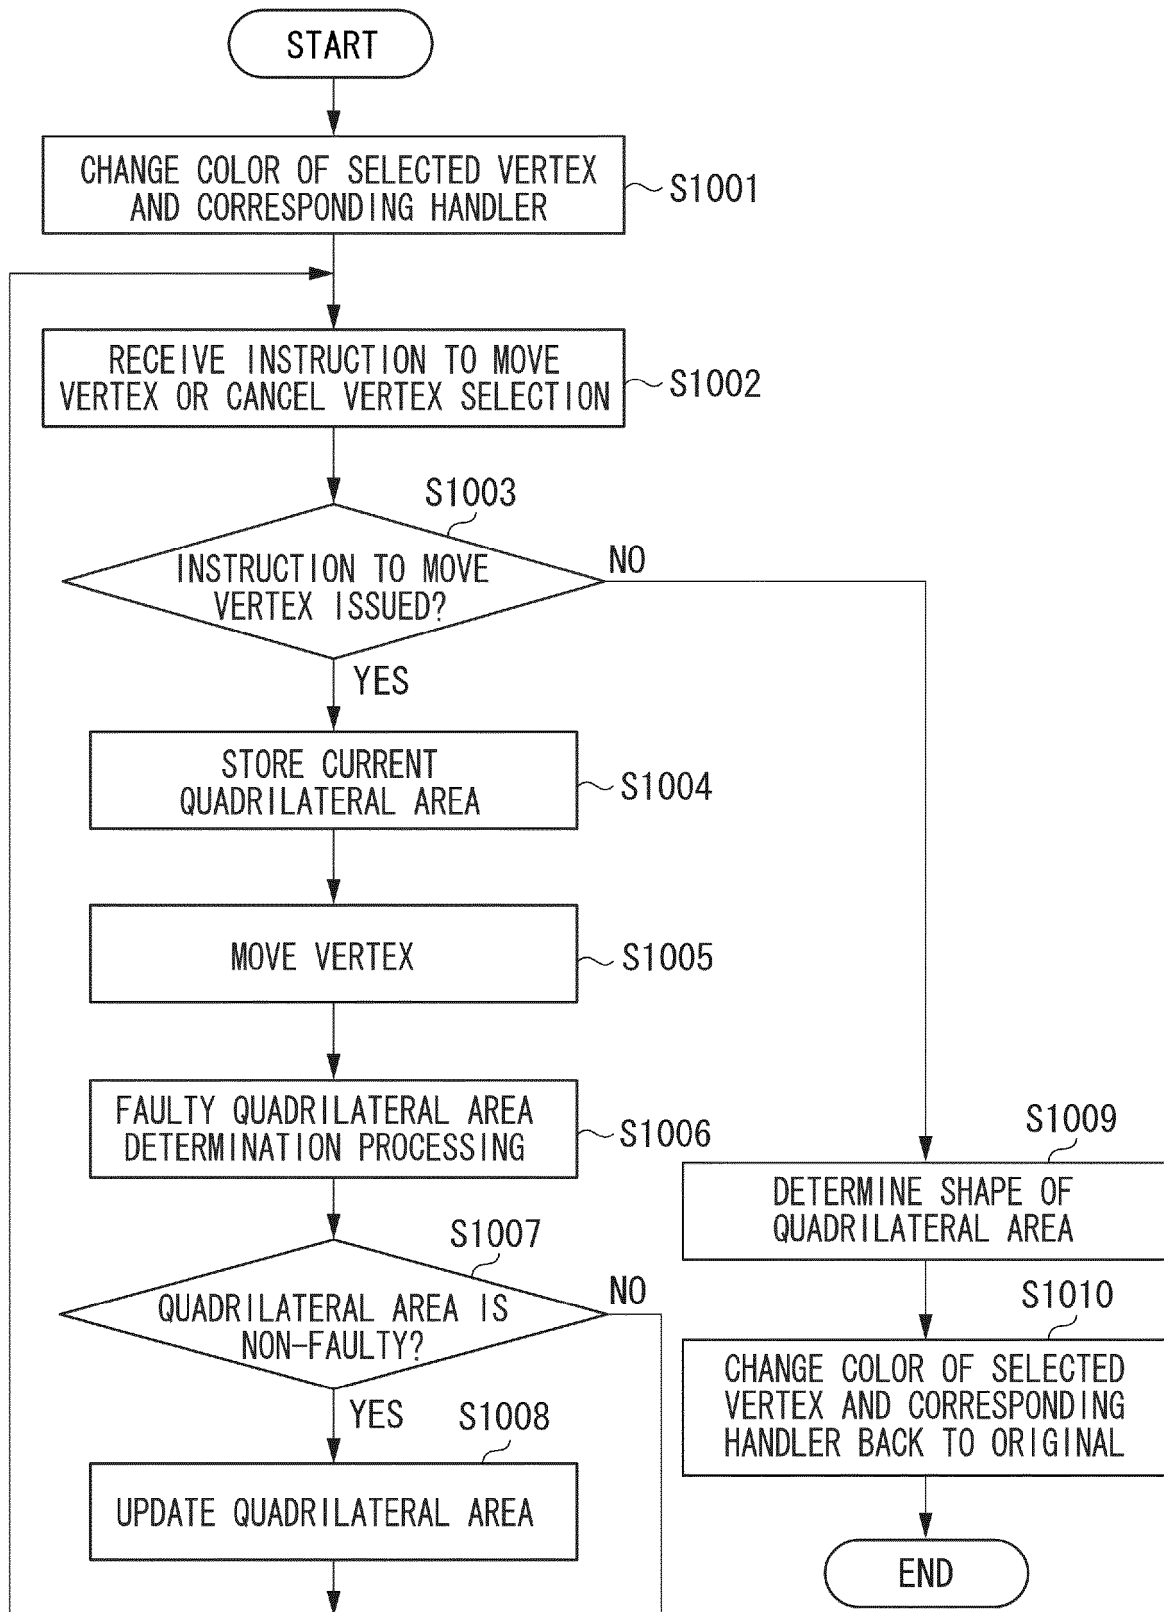 START
CHANGE COLOR OF SELECTED VERTEX
AND CORRESPONDING HANDLER
S1001
RECEIVE INSTRUCTION TO MOVE
VERTEX OR CANCEL VERTEX SELECTION
S1002
S1003
INSTRUCTION TO MOVE
VERTEX ISSUED?
NO
YES
STORE CURRENT
QUADRILATERAL AREA
S1004
MOVE VERTEX
S1005
FAULTY QUADRILATERAL AREA
DETERMINATION PROCESSING
S1006
S1007
QUADRILATERAL AREA IS
NON-FAULTY?
NO
YES
S1008
UPDATE QUADRILATERAL AREA
S1009
DETERMINE SHAPE OF
QUADRILATERAL AREA
S1010
CHANGE COLOR OF SELECTED
VERTEX AND CORRESPONDING
HANDLER BACK TO ORIGINAL
END